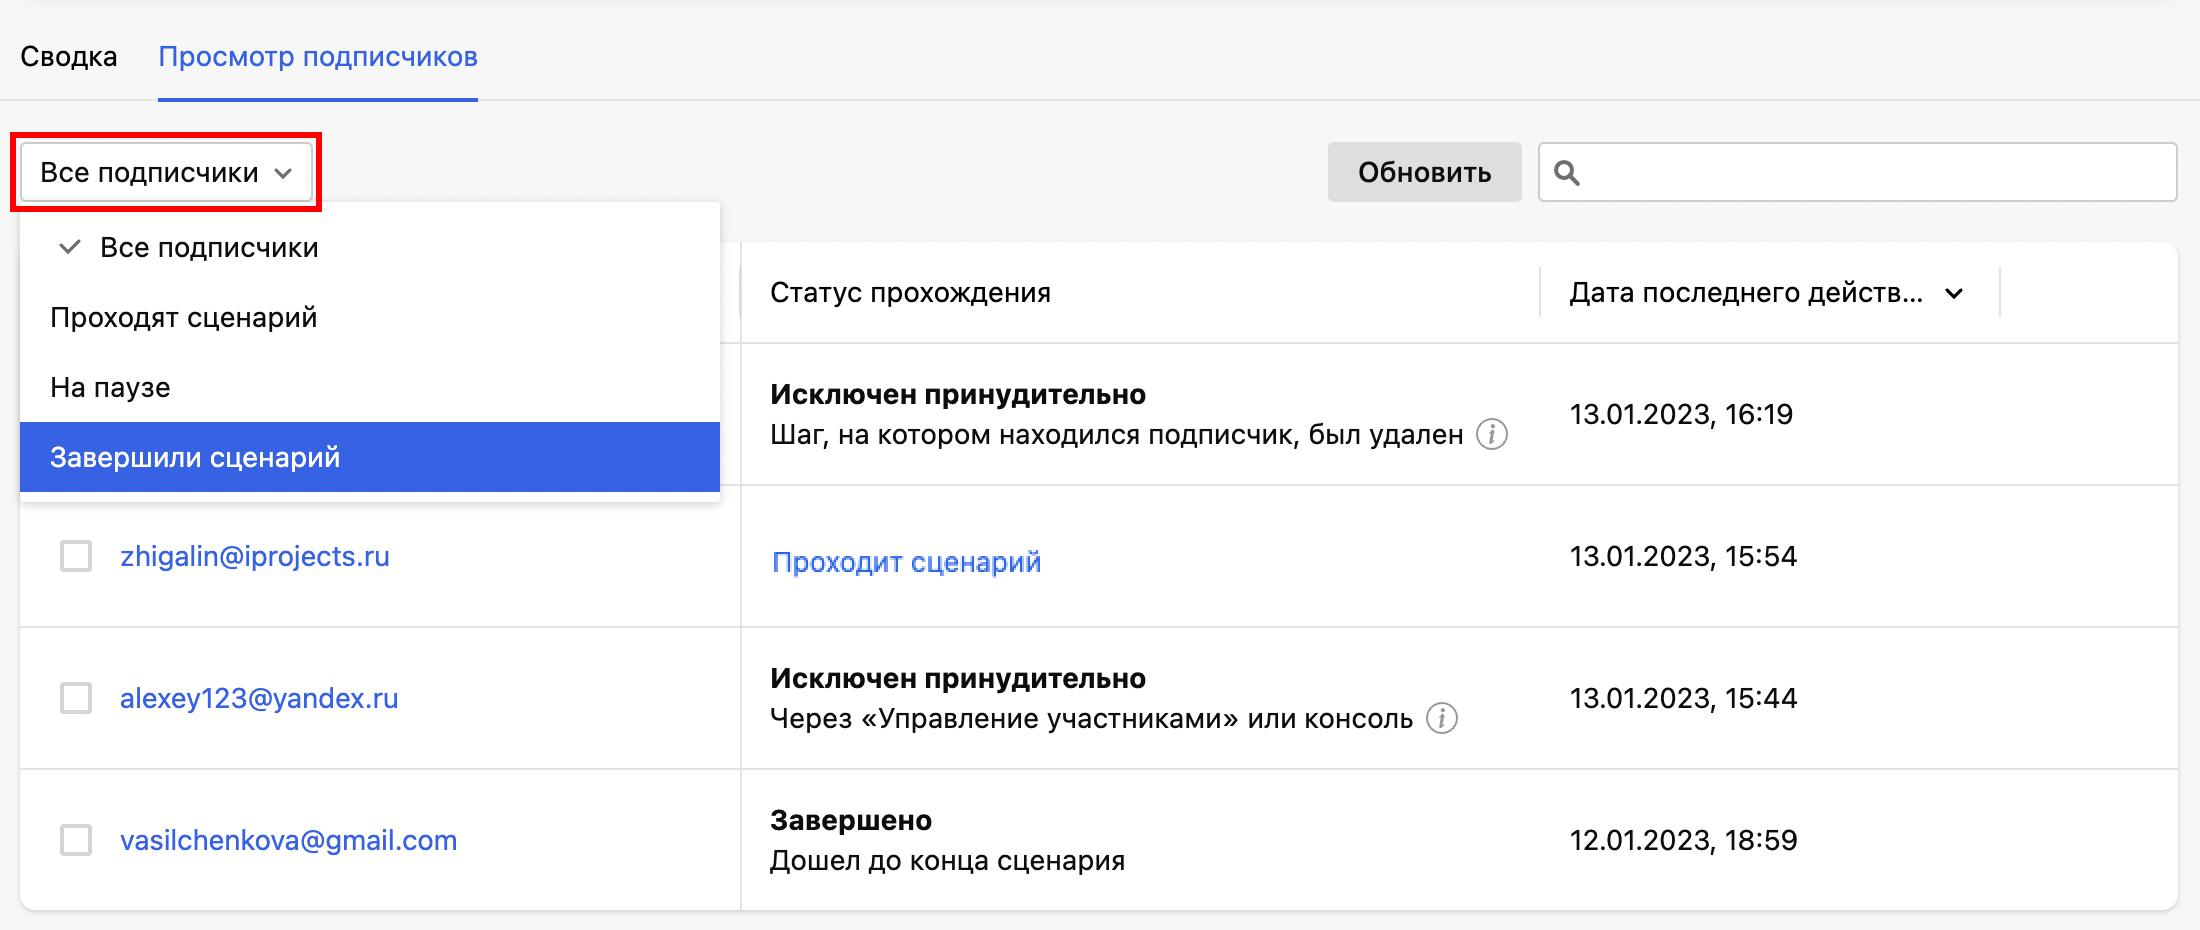 Сводка Просмотр подписчиков
Все подписчики Обновить
Все подписчики
Проходят сценарий
На паузе
Завершили сценарий
Статус прохождения Дата последнего действ...
Исключен принудительно
Шаг, на котором находился подписчик, был удален 13.01.2023, 16:19
zhigalin@iprojects.ru Проходит сценарий 13.01.2023, 15:54
alexey123@yandex.ru Исключен принудительно 13.01.2023, 15:44
Через «Управление участниками» или консоль
vasilchenkova@gmail.com Завершено 12.01.2023, 18:59
Дошел до конца сценария